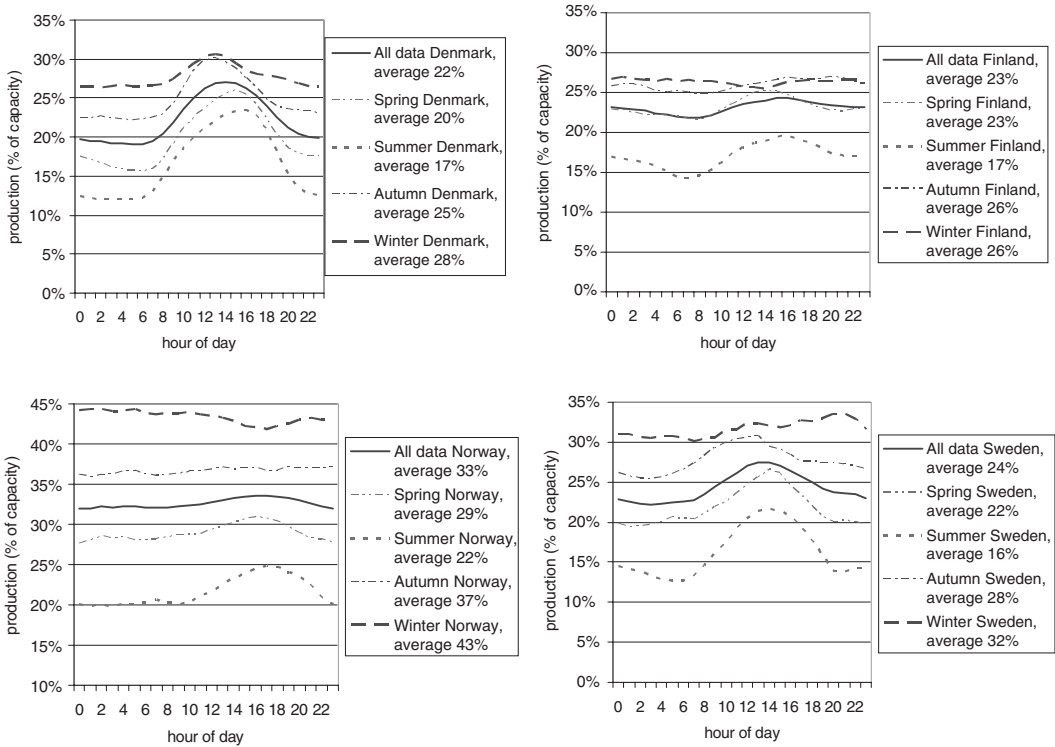 35%
30%
25%
20%
15%
10%
5%
0%
production (% of capacity)
0 2 4 6 8 10 12 14 16 18 20 22
hour of day
All data Denmark,
average 22%
Spring Denmark,
average 20%
Summer Denmark,
average 17%
Autumn Denmark,
average 25%
Winter Denmark,
average 28%
35%
30%
25%
20%
15%
10%
5%
0%
production (% of capacity)
0 2 4 6 8 10 12 14 16 18 20 22
hour of day
All data Finland,
average 23%
Spring Finland,
average 23%
Summer Finland,
average 17%
Autumn Finland,
average 26%
Winter Finland,
average 26%
45%
40%
35%
30%
25%
20%
15%
10%
production (% of capacity)
0 2 4 6 8 10 12 14 16 18 20 22
hour of day
All data Norway,
average 33%
Spring Norway,
average 29%
Summer Norway,
average 22%
Autumn Norway,
average 37%
Winter Norway,
average 43%
35%
30%
25%
20%
15%
10%
5%
0%
production (% of capacity)
0 2 4 6 8 10 12 14 16 18 20 22
hour of day
All data Sweden,
average 24%
Spring Sweden,
average 22%
Summer Sweden,
average 16%
Autumn Sweden,
average 28%
Winter Sweden,
average 32%